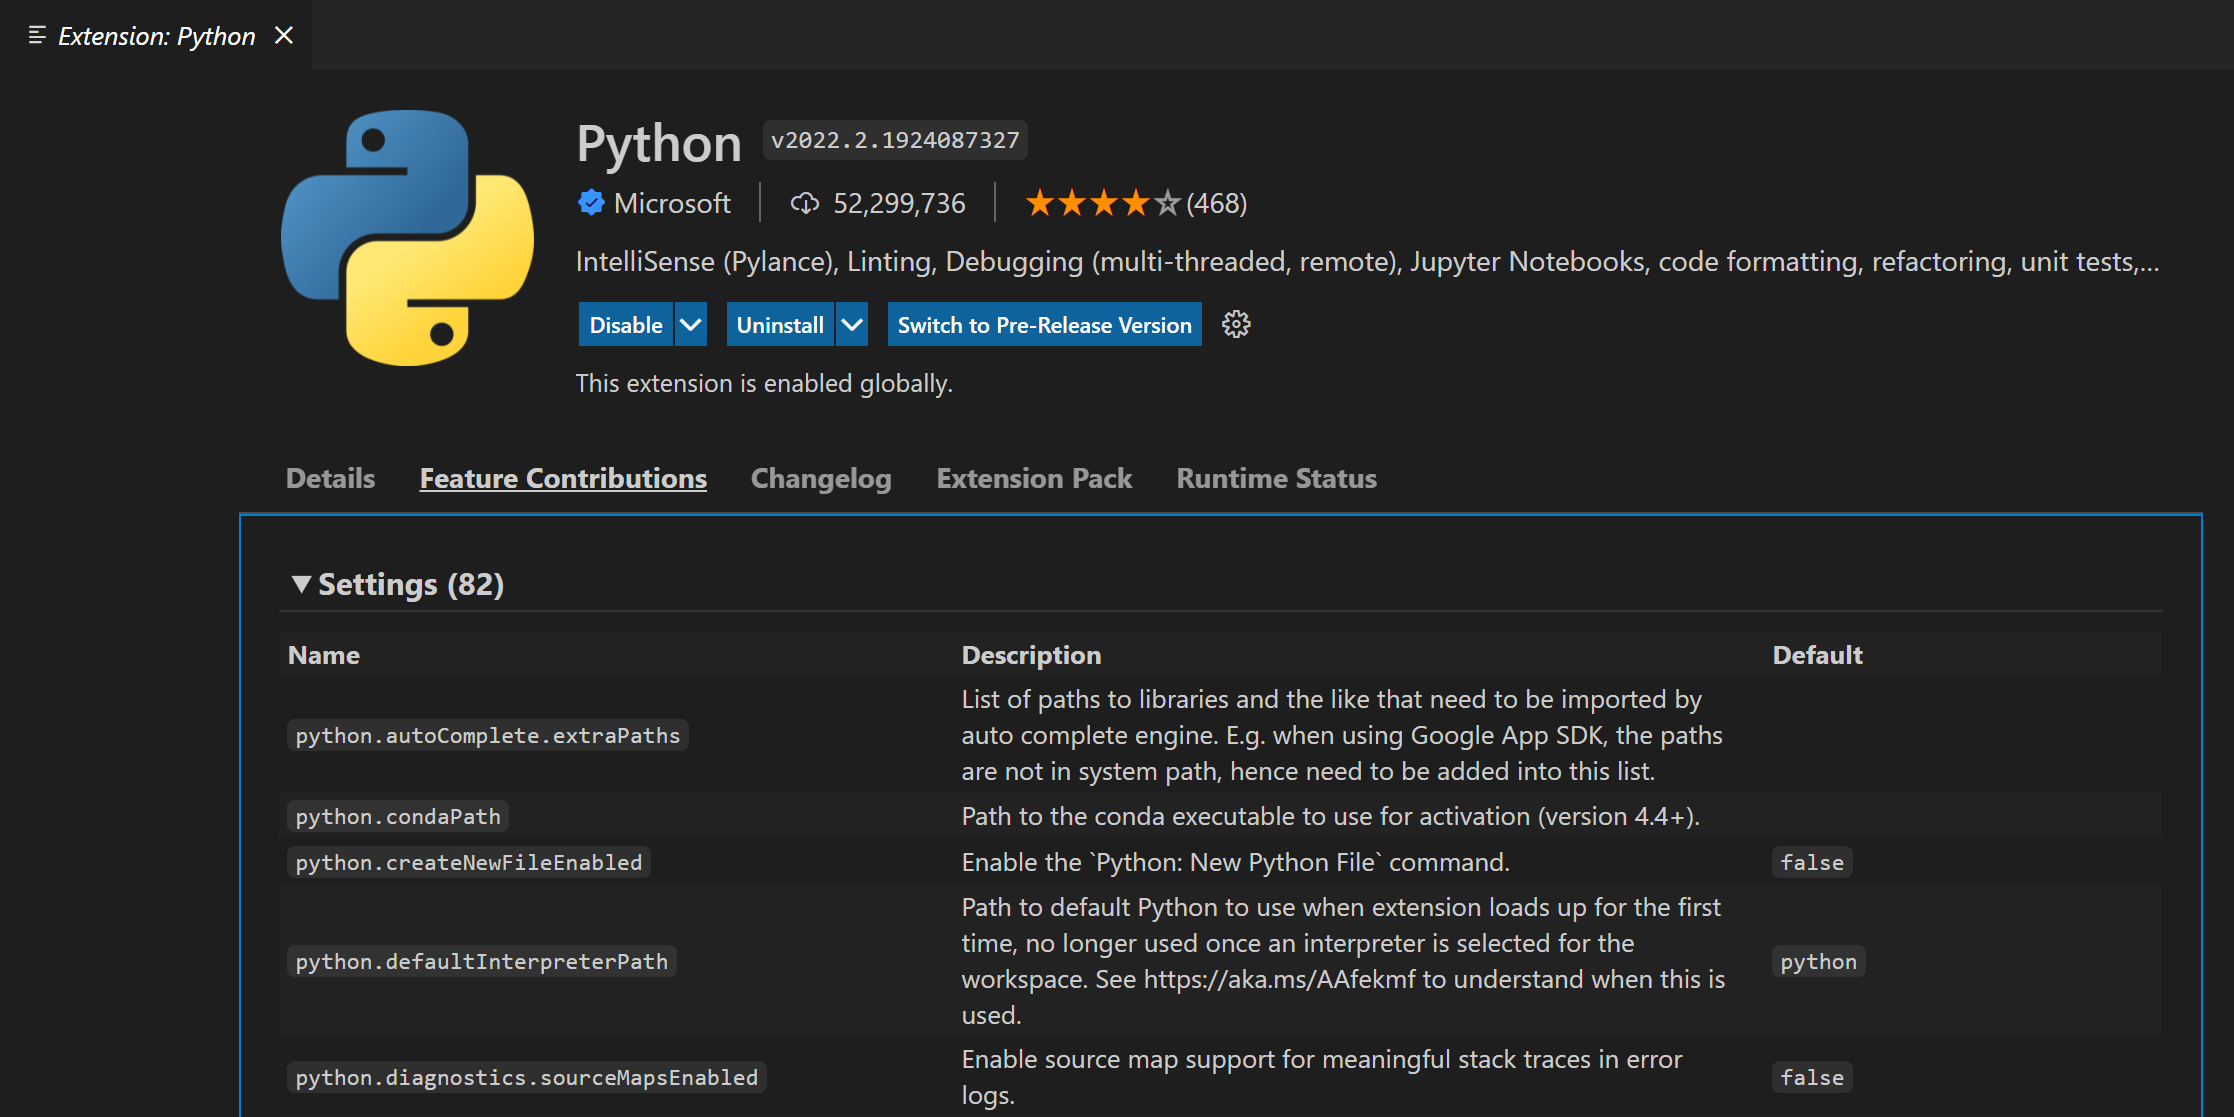 Extension: Python
Python v2022.2.1924087327
Microsoft 52,299,736 (468)
IntelliSense (Pylance), Linting, Debugging (multi-threaded, remote), Jupyter Notebooks, code formatting, refactoring, unit tests,...
Disable Uninstall Switch to Pre-Release Version
This extension is enabled globally.
Details Feature Contributions Changelog Extension Pack Runtime Status
Settings (82)
Name Description Default
python.autoComplete.extraPaths
List of paths to libraries and the like that need to be imported by
auto complete engine. E.g. when using Google App SDK, the paths
are not in system path, hence need to be added into this list.
python.condaPath Path to the conda executable to use for activation (version 4.4+).
python.createNewFileEnabled Enable the `Python: New Python File` command. false
python.defaultInterpreterPath
Path to default Python to use when extension loads up for the first
time, no longer used once an interpreter is selected for the
workspace. See https://aka.ms/AAfekmf to understand when this is
used.
python
python.diagnostics.sourceMapsEnabled
Enable source map support for meaningful stack traces in error
logs.
false